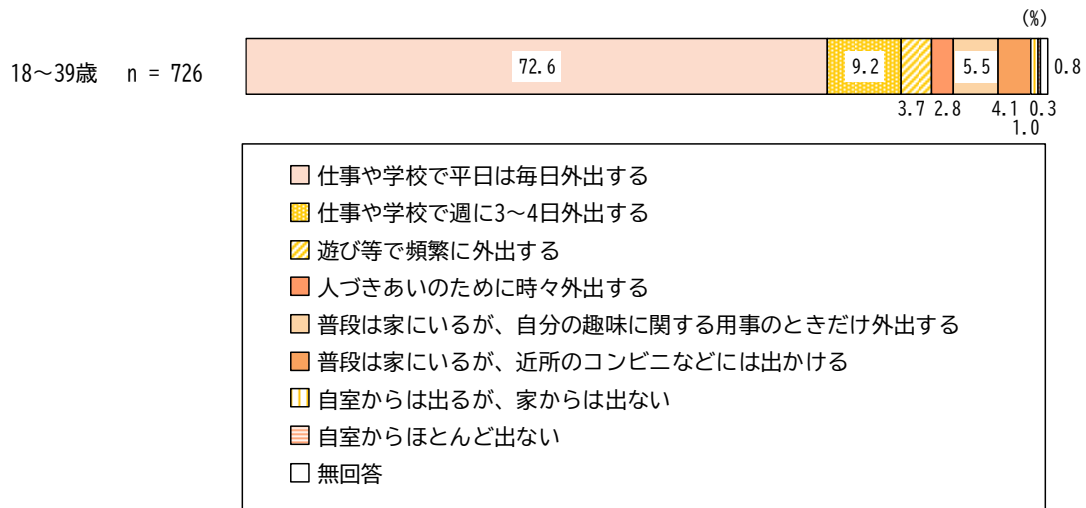 (%)
18～39歳 n = 726 72.6 9.2 5.5 0.8
3.7 2.8 4.1 0.3
1.0
仕事や学校で平日は毎日外出する
仕事や学校で週に3～4日外出する
遊び等で頻繁に外出する
人づきあいのために時々外出する
普段は家にいるが、自分の趣味に関する用事のときだけ外出する
普段は家にいるが、近所のコンビニなどには出かける
自室からは出るが、家からは出ない
自室からほとんど出ない
無回答